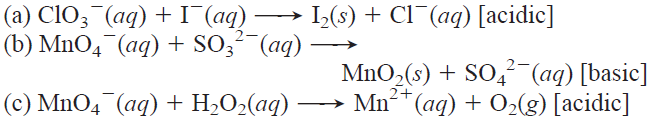 (a) ClO₃⁻(aq) + I⁻(aq) ⟶ I₂(s) + Cl⁻(aq) [acidic]
(b) MnO₄⁻(aq) + SO₃²⁻(aq) ⟶
MnO₂(s) + SO₄²⁻(aq) [basic]
(c) MnO₄⁻(aq) + H₂O₂(aq) ⟶ Mn²⁺(aq) + O₂(g) [acidic]